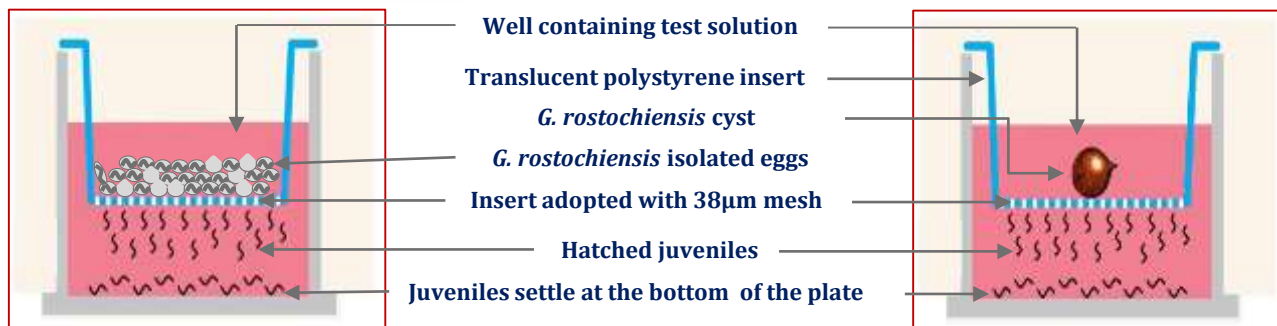 Well containing test solution
Translucent polystyrene insert
G. rostochiensis cyst
G. rostochiensis isolated eggs
Insert adopted with 38µm mesh
Hatched juveniles
Juveniles settle at the bottom of the plate